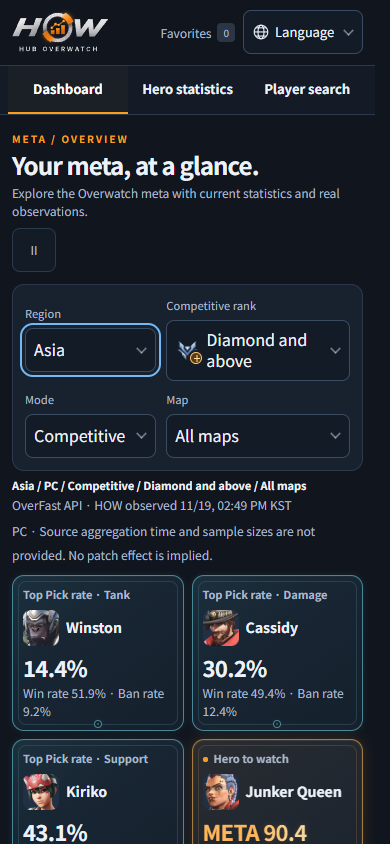 HOW
HUB OVERWATCH
Favorites 0
Language
Dashboard
Hero statistics
Player search
META / OVERVIEW
Your meta, at a glance.
Explore the Overwatch meta with current statistics and real
observations.
Region
Asia
Competitive rank
Diamond and
above
Mode
Competitive
Map
All maps
Asia / PC / Competitive / Diamond and above / All maps
OverFast API · HOW observed 11/19, 02:49 PM KST
PC · Source aggregation time and sample sizes are not
provided. No patch effect is implied.
Top Pick rate · Tank
Winston
14.4%
Win rate 51.9% · Ban rate
9.2%
Top Pick rate · Damage
Cassidy
30.2%
Win rate 49.4% · Ban rate
12.4%
Top Pick rate · Support
Kiriko
43.1%
Hero to watch
Junker Queen
META 90.4